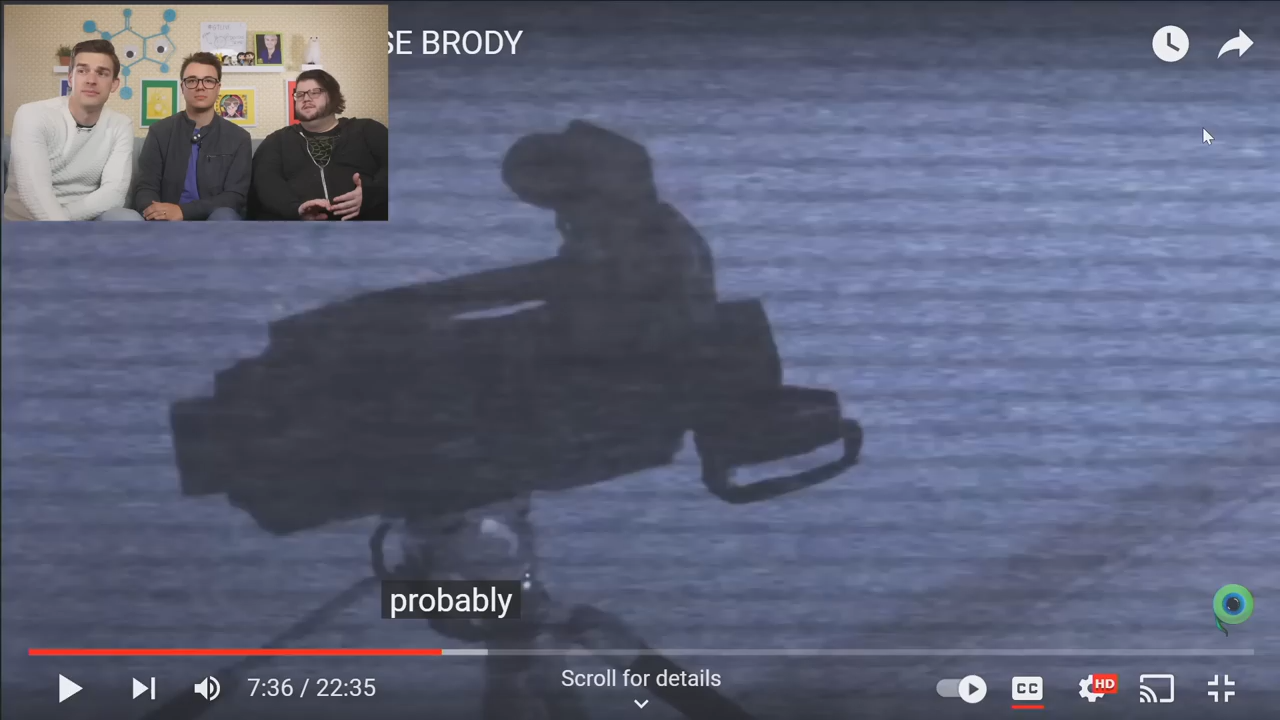 SE BRODY
probably
Scroll for details
7:36 / 22:35
CC
HD